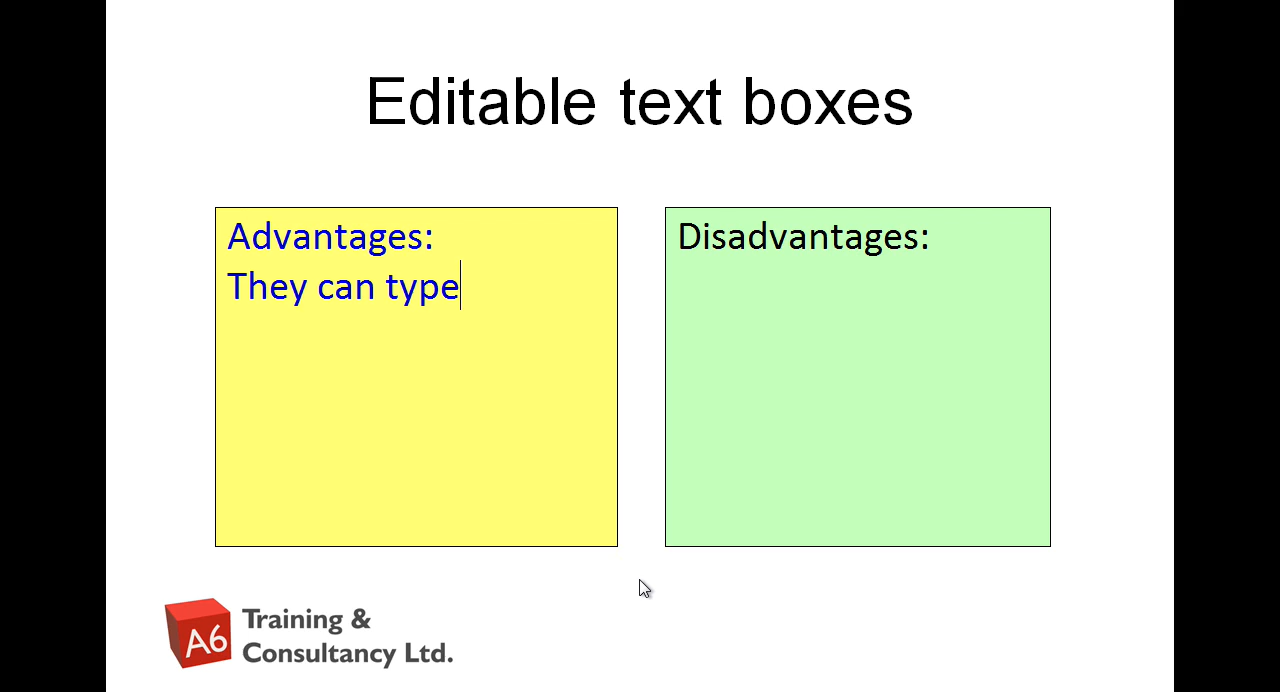 Editable text boxes
Advantages:
They can type
Disadvantages:
A6
Training &
Consultancy Ltd.